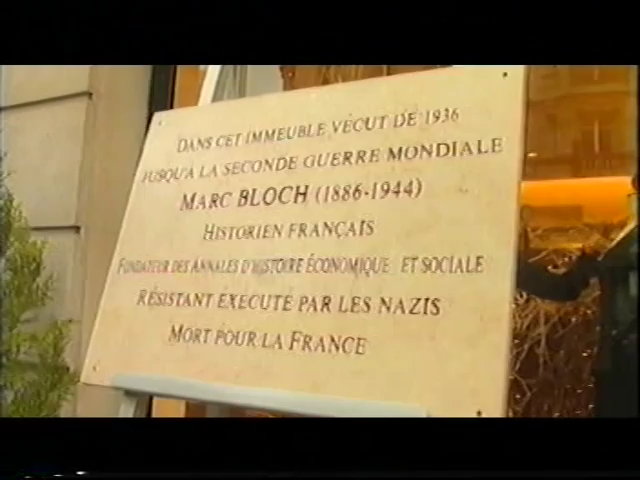 DANS CET IMMEUBLE VÉCUT DE 1936
JUSQU'A LA SECONDE GUERRE MONDIALE
MARC BLOCH (1886-1944)
HISTORIEN FRANÇAIS
FONDATEUR DES ANNALES D'HISTOIRE ÉCONOMIQUE ET SOCIALE
RÉSISTANT EXÉCUTÉ PAR LES NAZIS
MORT POUR LA FRANCE